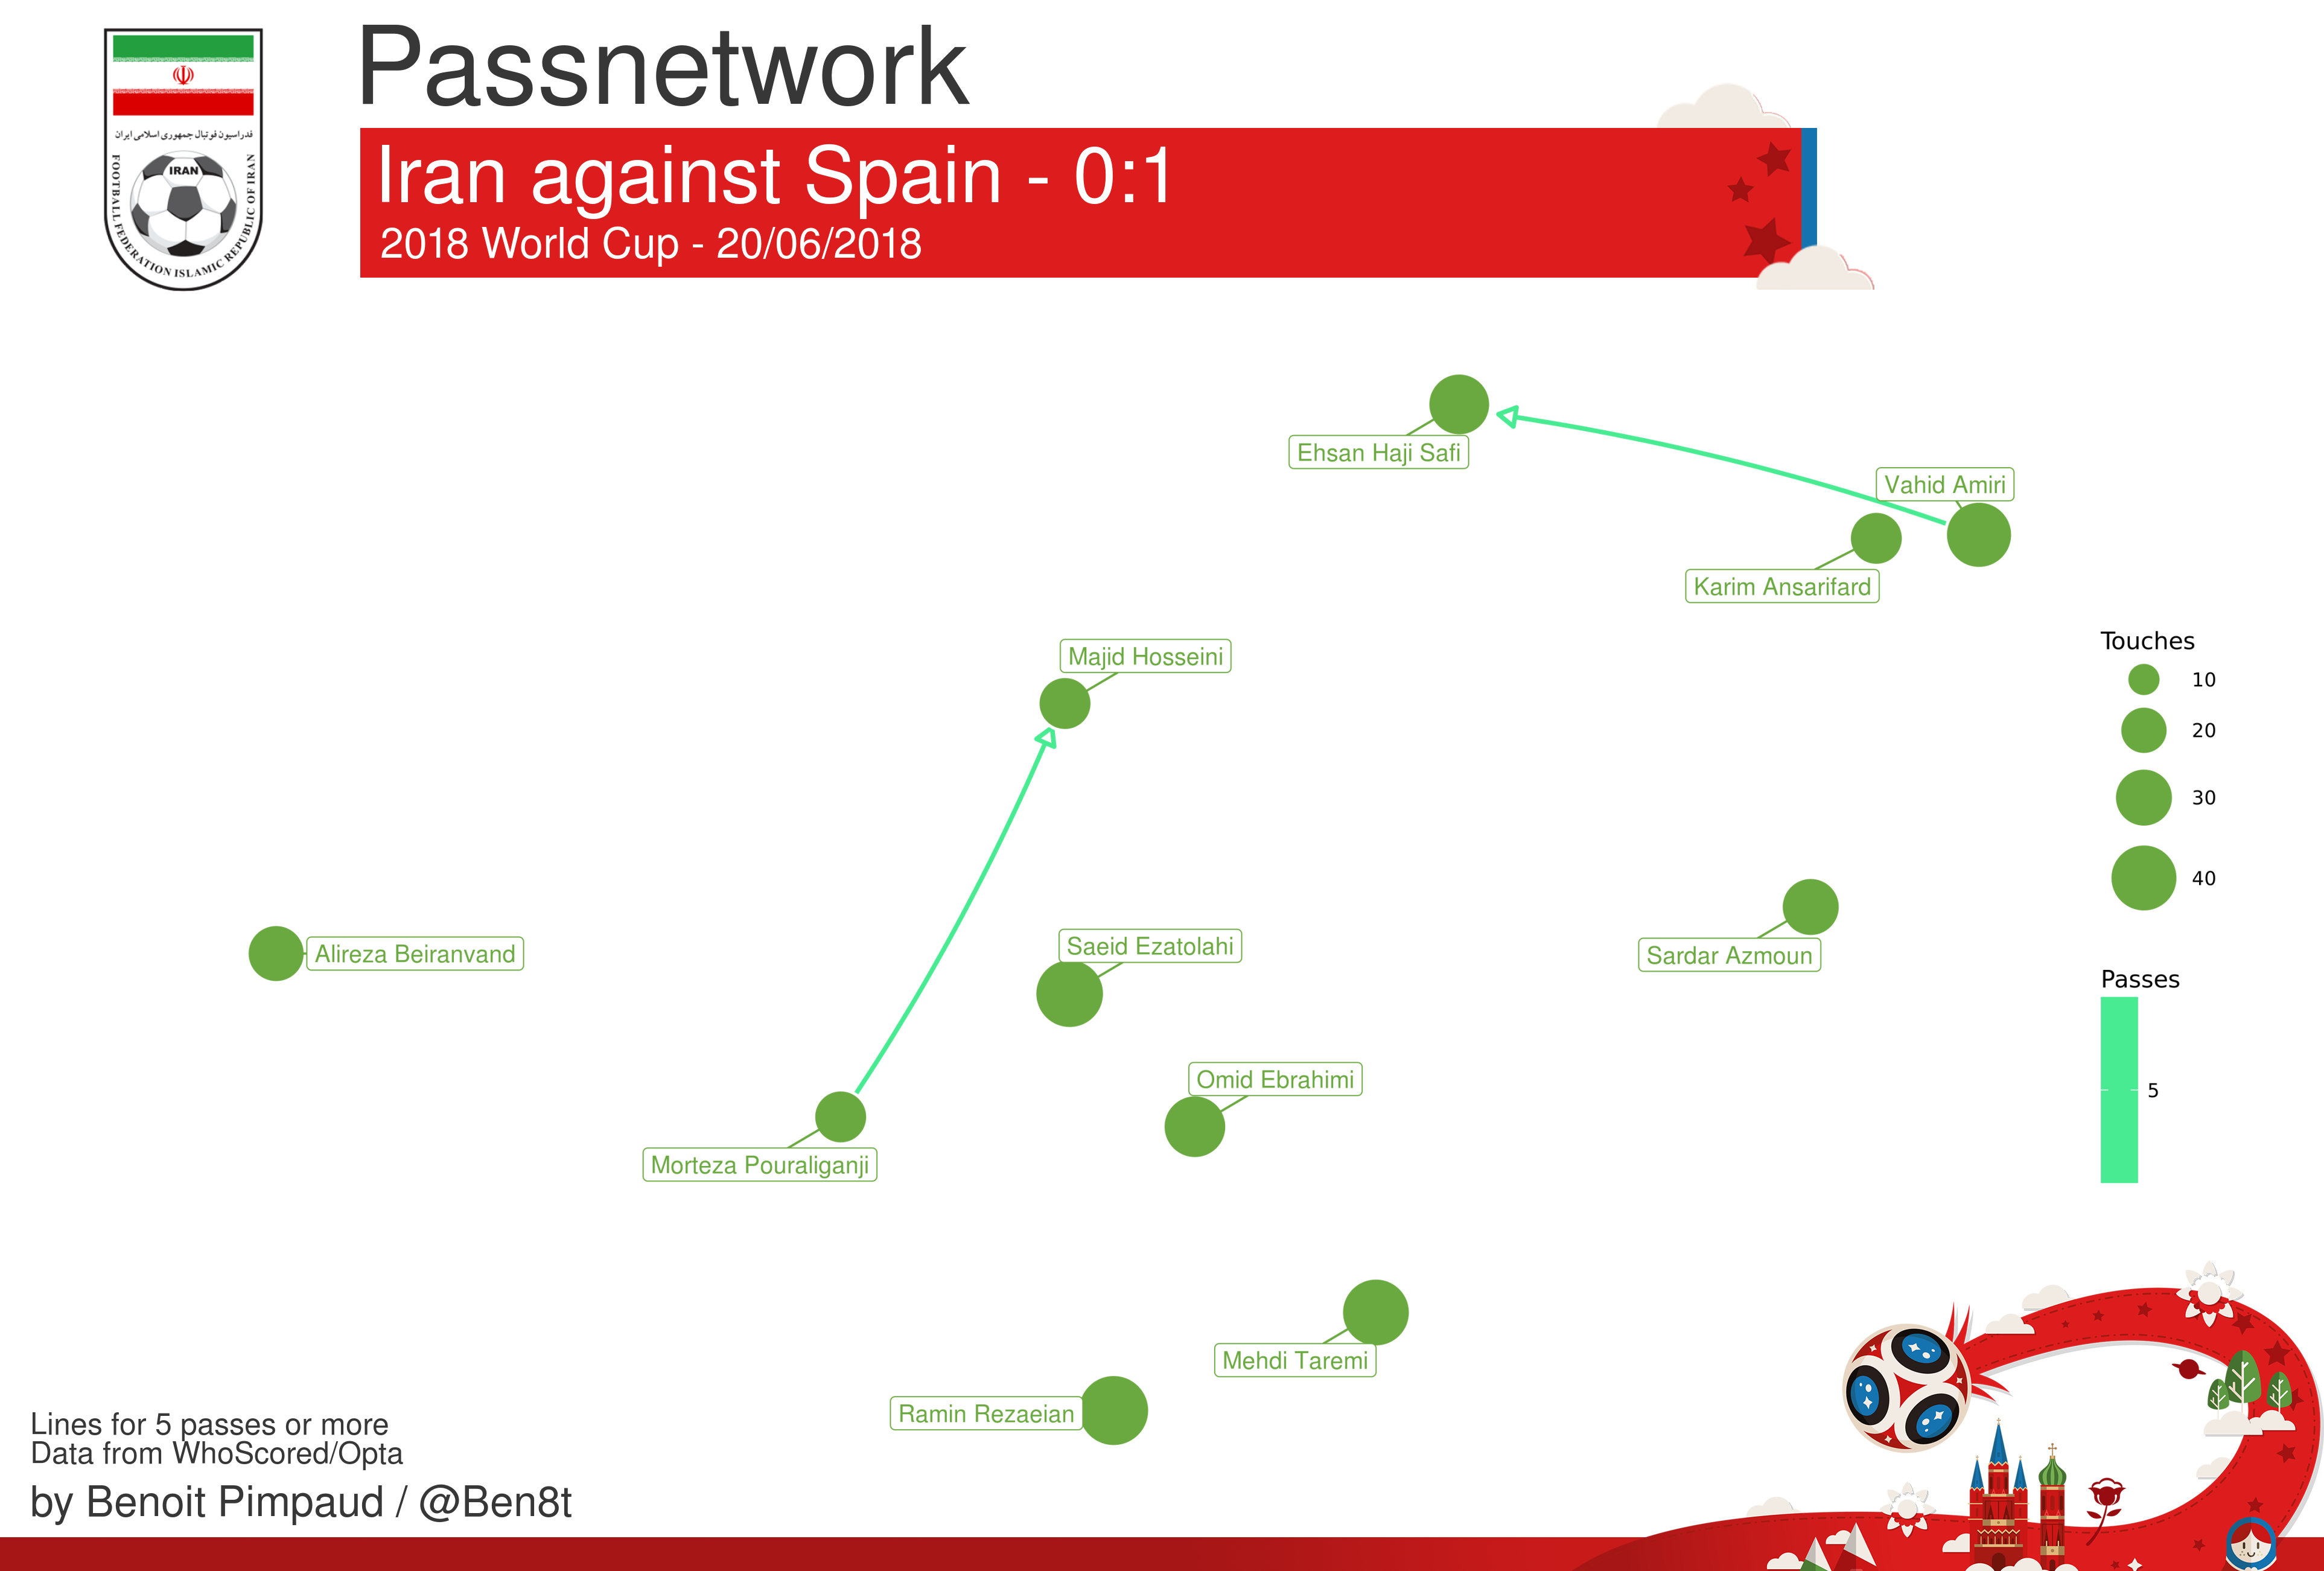 Passnetwork
Iran against Spain - 0:1
2018 World Cup - 20/06/2018
فدراسیون فوتبال جمهوری اسلامی ایران
IRAN
FOOTBALL FEDERATION ISLAMIC REPUBLIC OF IRAN
Ehsan Haji Safi
Vahid Amiri
Karim Ansarifard
Majid Hosseini
Saeid Ezatolahi
Alireza Beiranvand
Sardar Azmoun
Omid Ebrahimi
Morteza Pouraliganji
Mehdi Taremi
Ramin Rezaeian
Touches
10
20
30
40
Passes
5
Lines for 5 passes or more
Data from WhoScored/Opta
by Benoit Pimpaud / @Ben8t